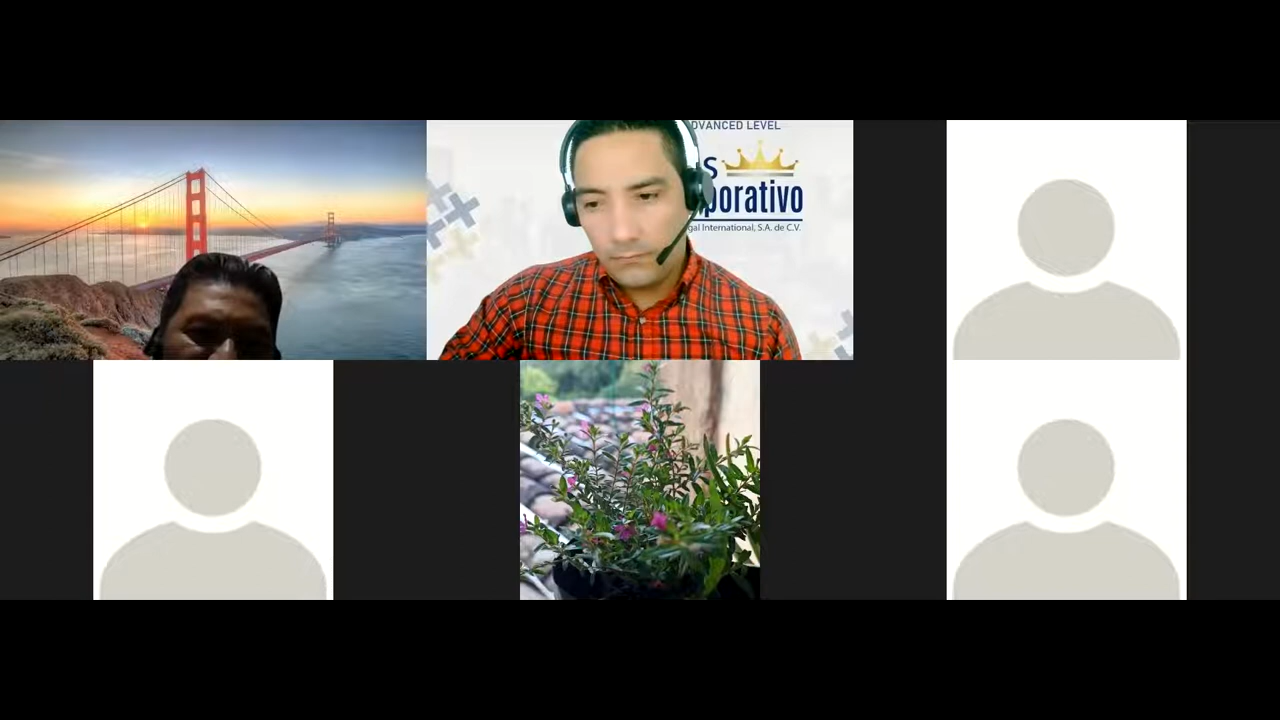 DVANCED LEVEL
S
porativo
gal International, S.A. de C.V.